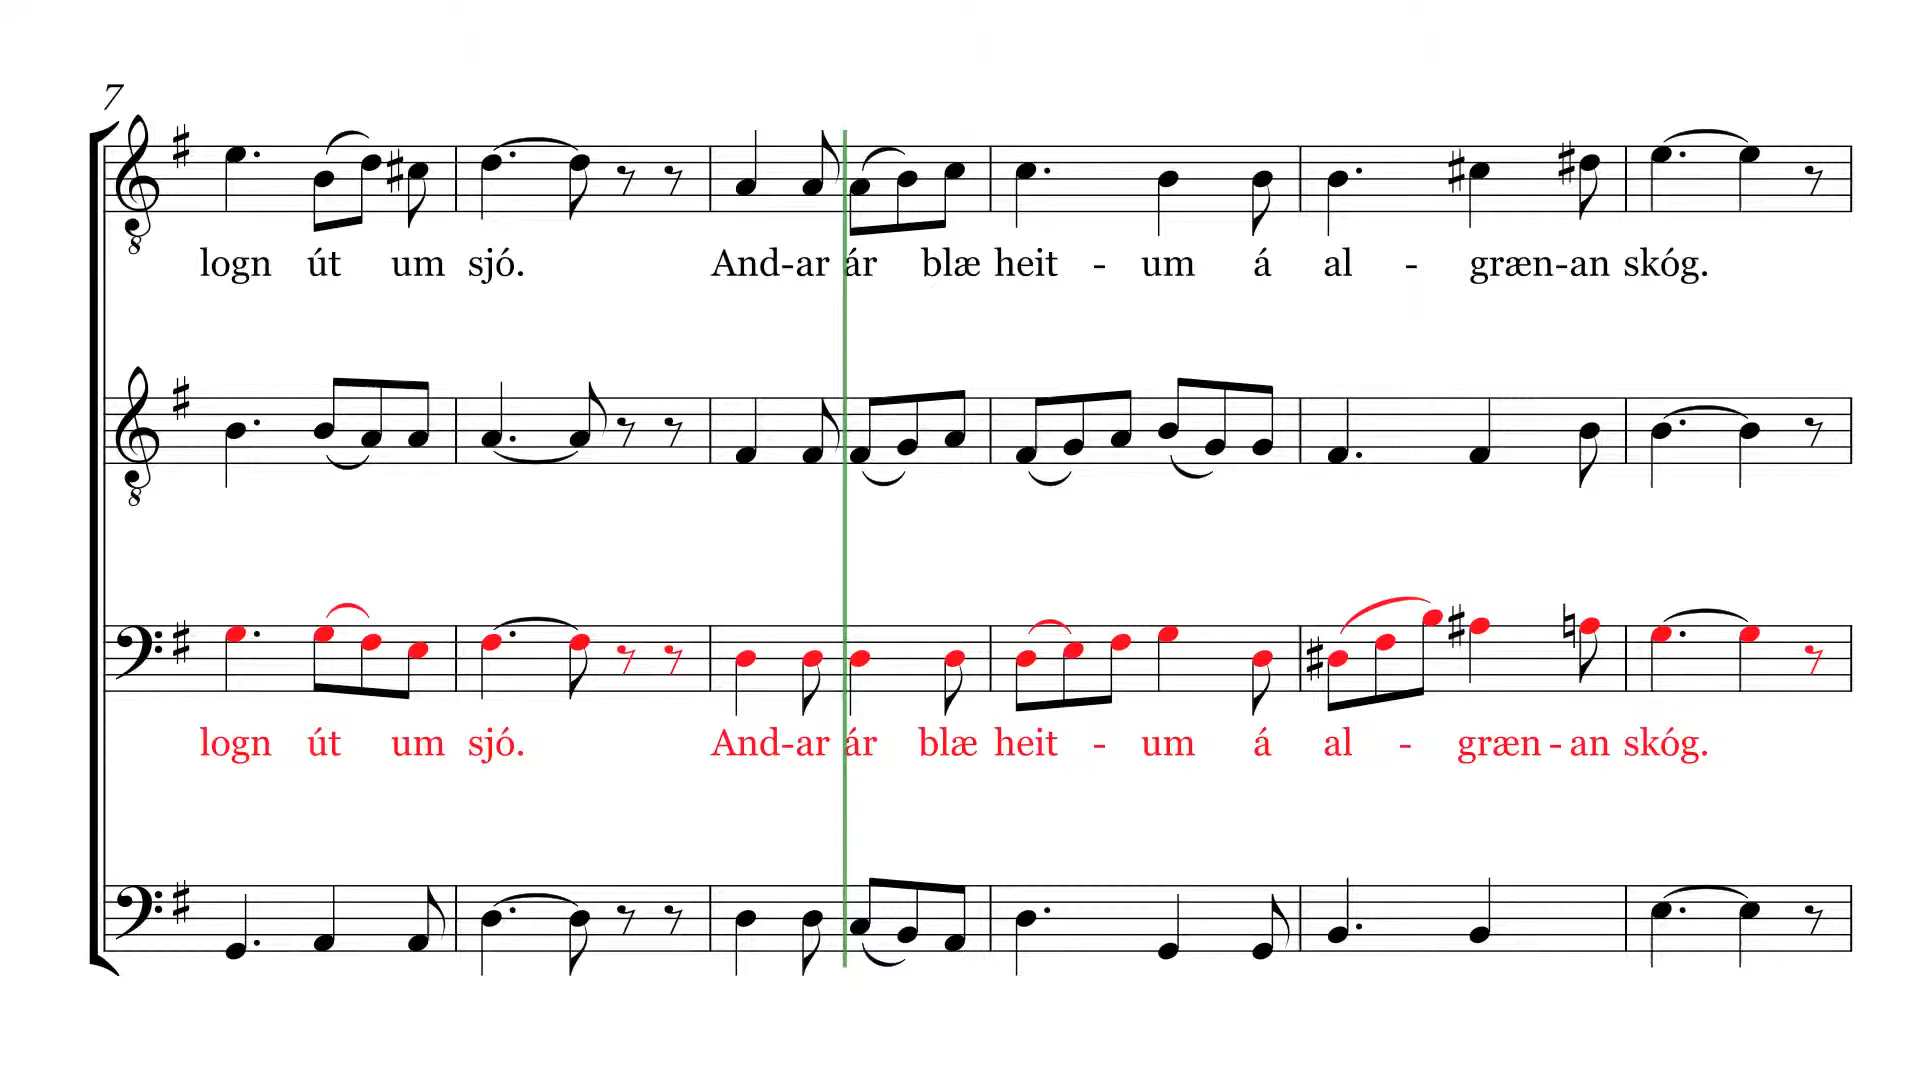 7
logn út um sjó. And-ar ár blæ heit - um á al - græn-an skóg.
logn út um sjó. And-ar ár blæ heit - um á al - græn - an skóg.